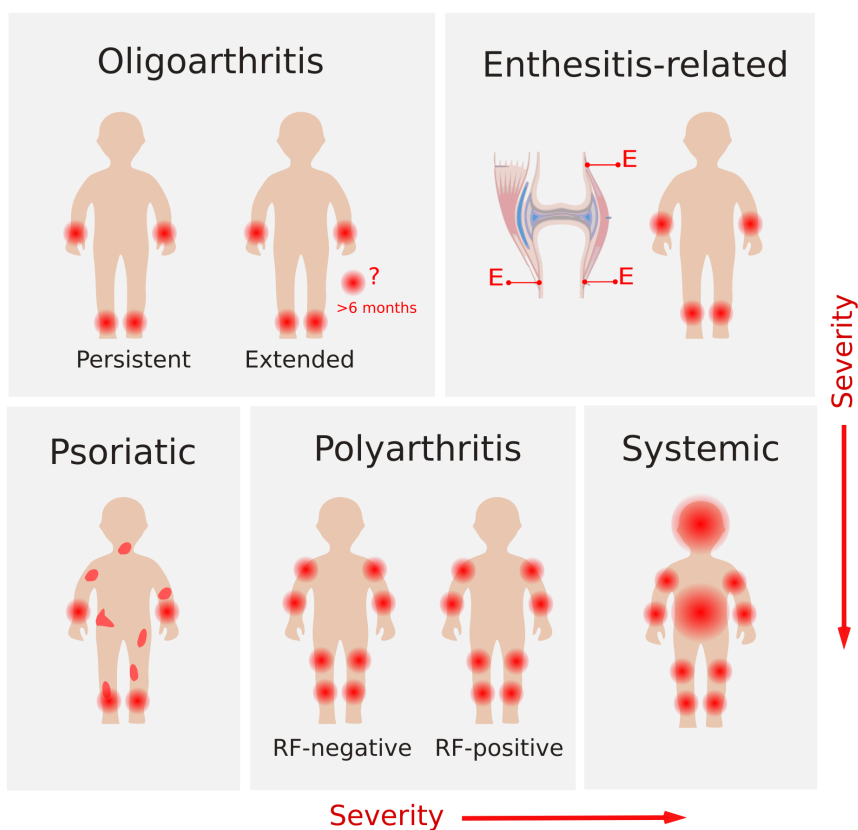 Oligoarthritis
Persistent
Extended
?
>6 months
Enthesitis-related
E
E
E
Severity
Psoriatic
Polyarthritis
RF-negative
RF-positive
Systemic
Severity